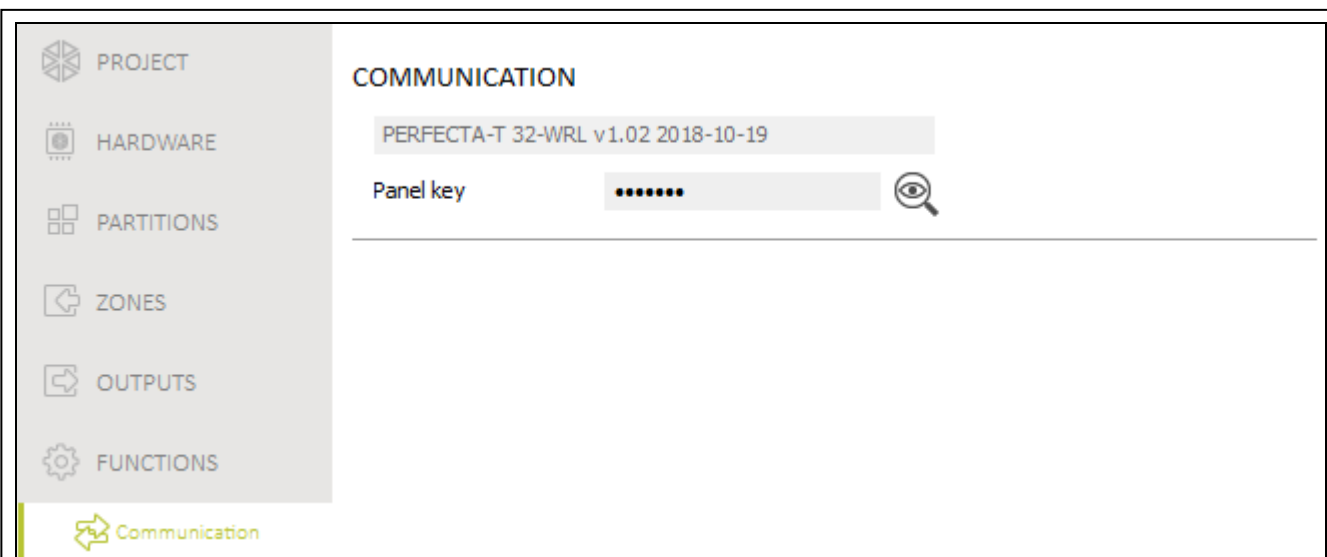 PROJECT
HARDWARE
PARTITIONS
ZONES
OUTPUTS
FUNCTIONS
Communication
COMMUNICATION
PERFECTA-T 32-WRL v1.02 2018-10-19
Panel key •••••••